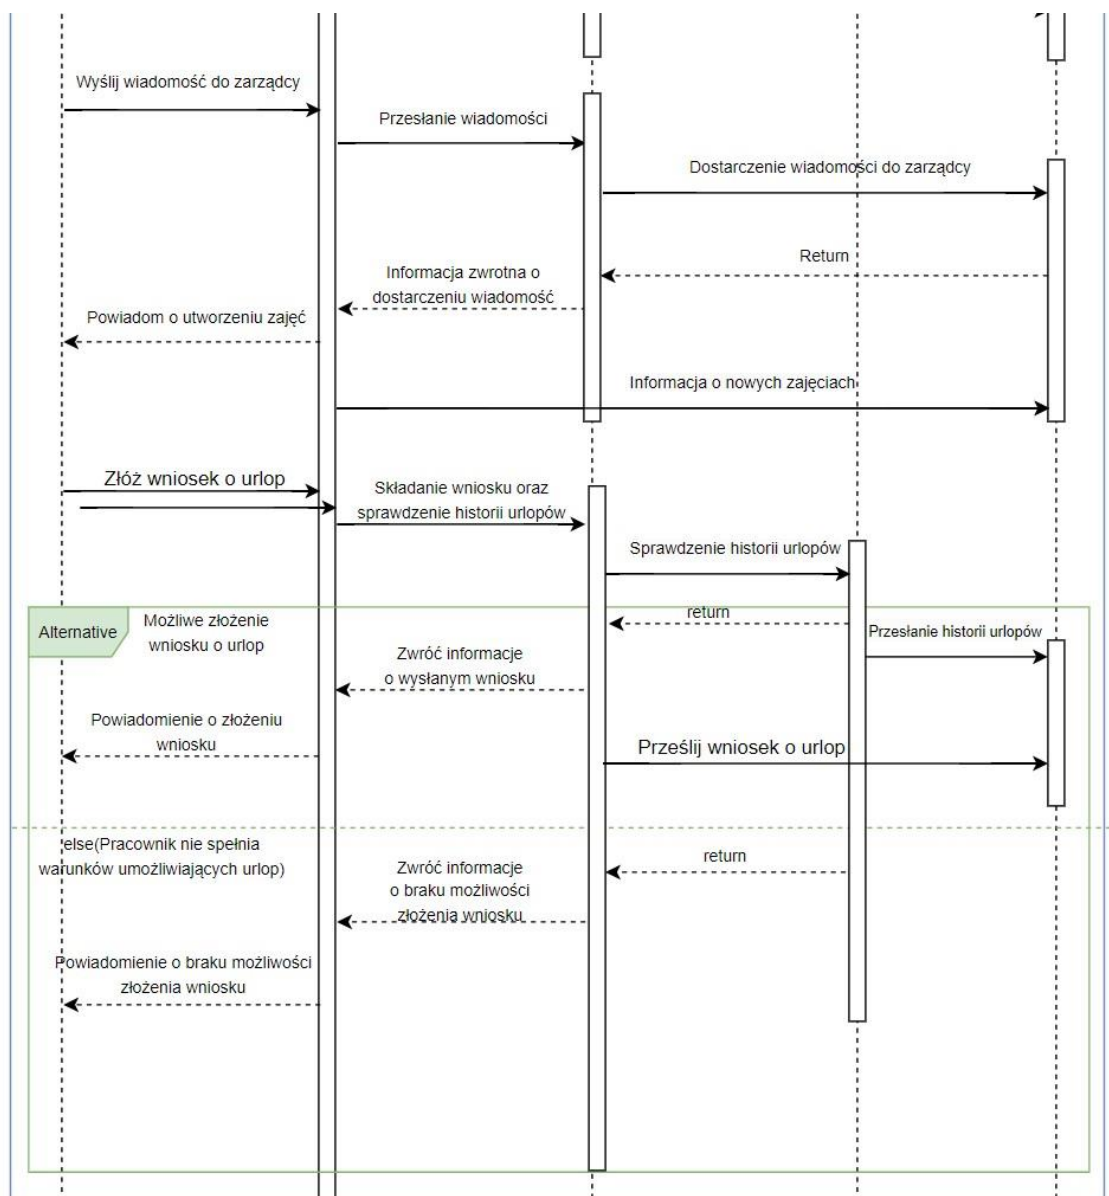 Wyślij wiadomość do zarządcy
Przesłanie wiadomości
Dostarczenie wiadomości do zarządcy
Return
Informacja zwrotna o
dostarczeniu wiadomość
Powiadom o utworzeniu zajęć
Informacja o nowych zajęciach
Złóż wniosek o urlop
Składanie wniosku oraz
sprawdzenie historii urlopów
Sprawdzenie historii urlopów
return
Alternative
Możliwe złożenie
wniosku o urlop
Przesłanie historii urlopów
Zwróć informacje
o wysłanym wniosku
Powiadomienie o złożeniu
wniosku
Prześlij wniosek o urlop
else(Pracownik nie spełnia
warunków umożliwiających urlop)
return
Zwróć informacje
o braku możliwości
złożenia wniosku
Powiadomienie o braku możliwości
złożenia wniosku